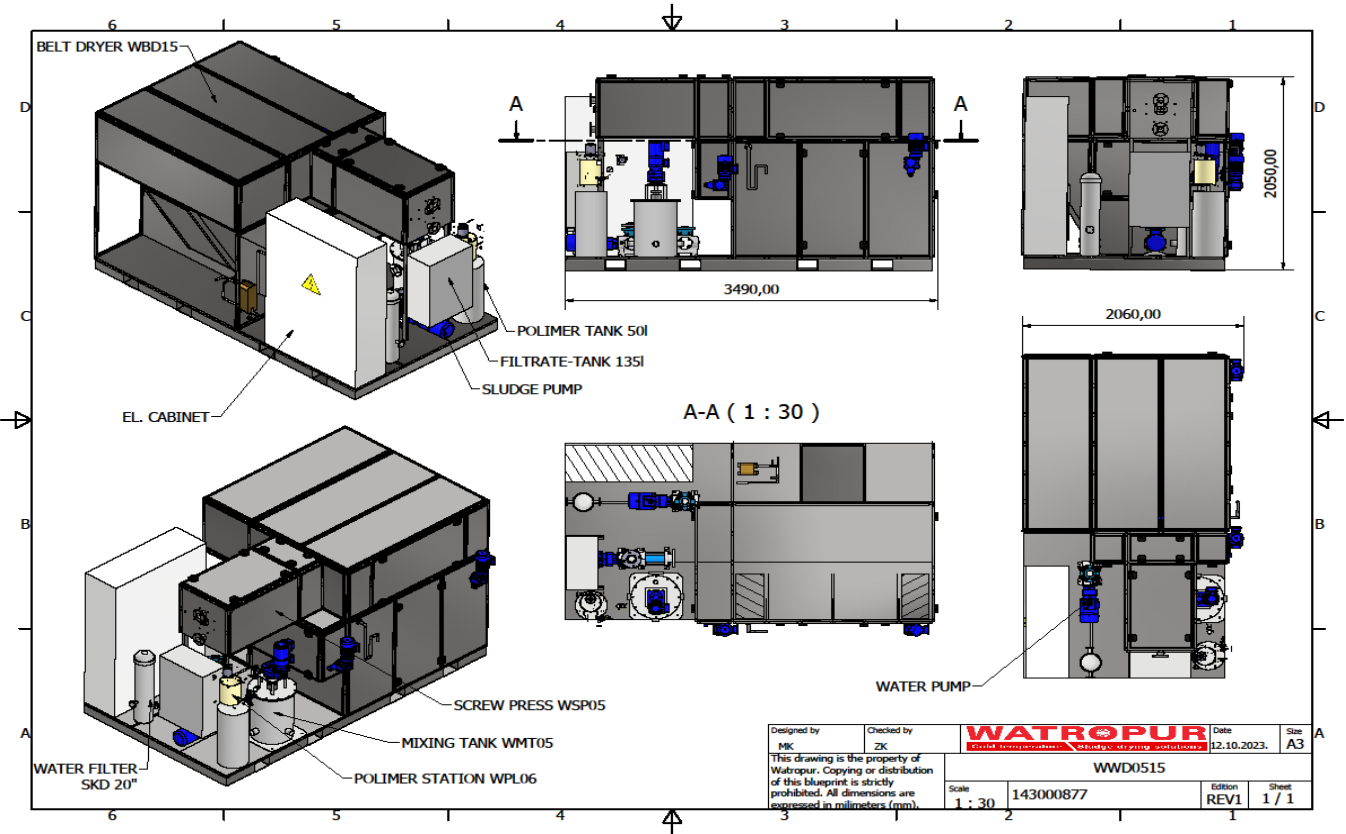 6 5 4 3 2 1
BELT DRYER WBD15
D
A A
D
2050,00
3490,00
C
2060,00
C
POLIMER TANK 50l
FILTRATE-TANK 135l
SLUDGE PUMP
EL. CABINET
A-A ( 1 : 30 )
B
B
WATER PUMP
SCREW PRESS WSP05
A
A
MIXING TANK WMT05
WATER FILTER
SKD 20"
POLIMER STATION WPL06
Designed by
MK
Checked by
ZK
WATROPUR
Cold temperature Sludge drying solutions
Date
12.10.2023.
Size
A3
This drawing is the property of
Watropur. Copying or distribution
of this blueprint is strictly
prohibited. All dimensions are
expressed in milimeters (mm).
WWD0515
Scale
1 : 30
143000877
Edition
REV1
Sheet
1 / 1
6 5 4 3 2 1